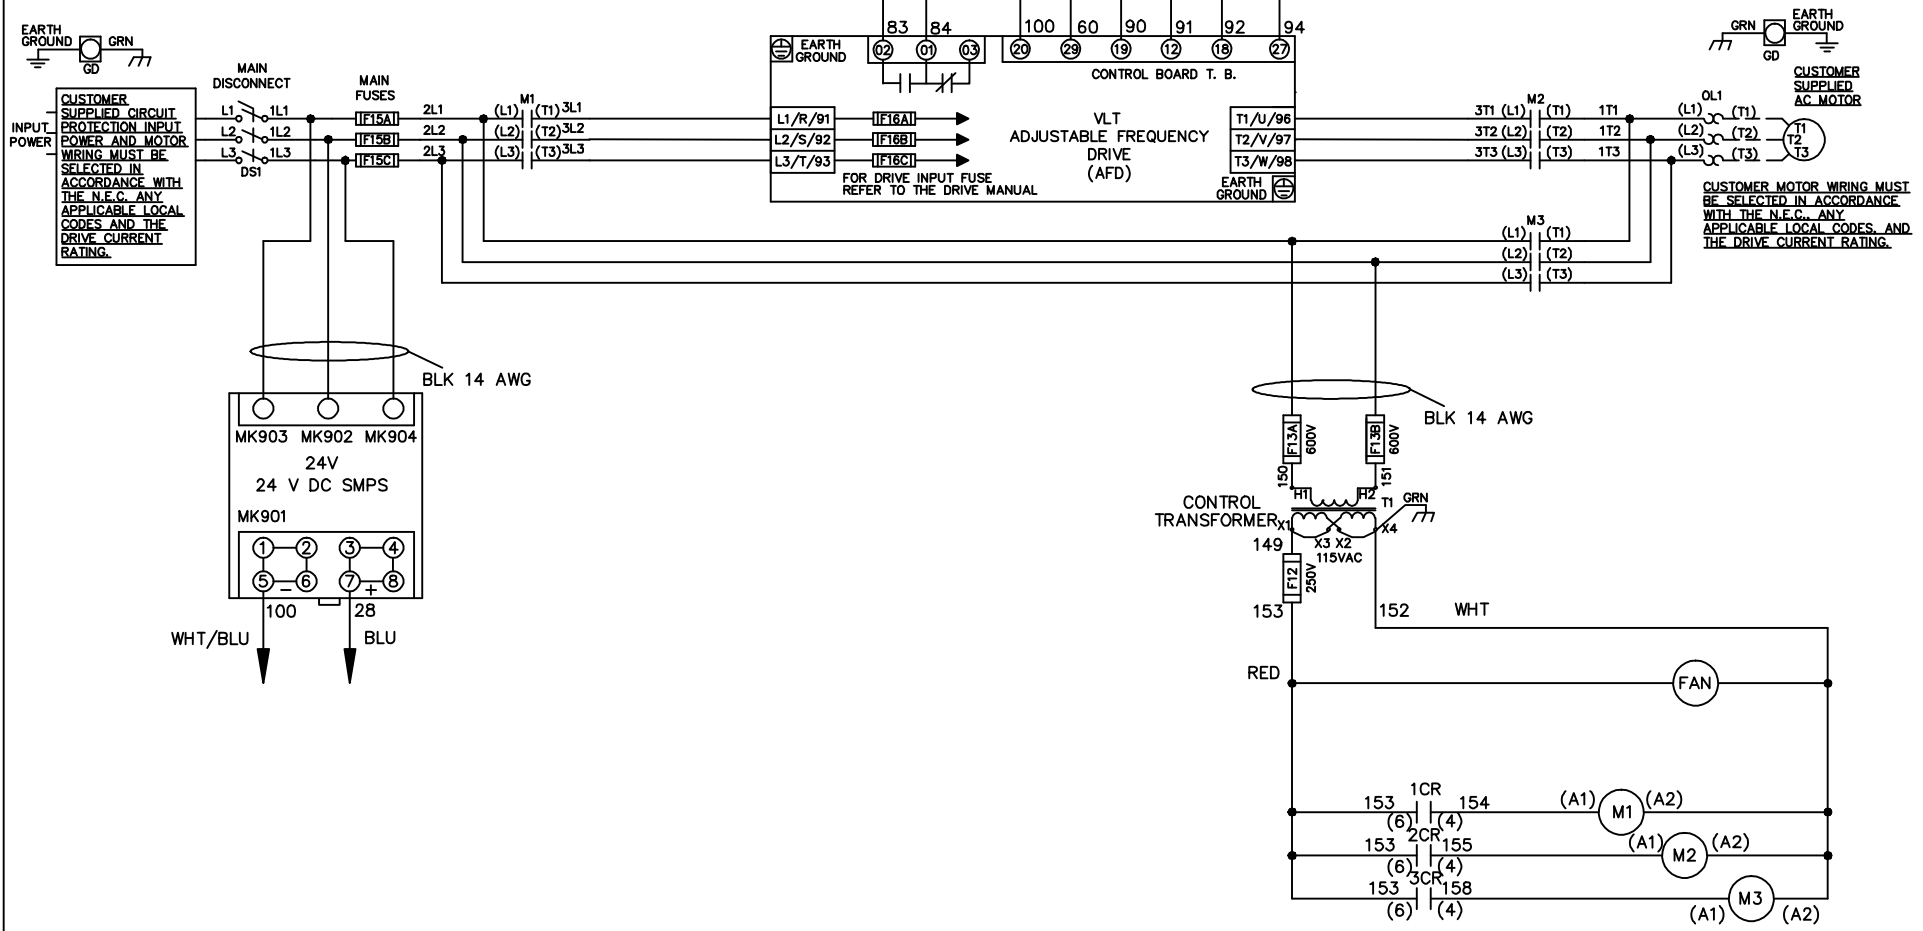 83 84 100 60 90 91 92 94
EARTH
GROUND
GRN
GD
EARTH
GROUND
02 01 03
20 29 19 12 18 27
CONTROL BOARD T. B.
GRN
EARTH
GROUND
GD
CUSTOMER
SUPPLIED
AC MOTOR
INPUT
POWER
CUSTOMER
SUPPLIED CIRCUIT
PROTECTION INPUT
POWER AND MOTOR
WIRING MUST BE
SELECTED IN
ACCORDANCE WITH
THE N.E.C. ANY
APPLICABLE LOCAL
CODES AND THE
DRIVE CURRENT
RATING.
MAIN
DISCONNECT
L1 1L1
L2 1L2
L3 1L3
DS1
MAIN
FUSES
F15A
F15B
F15C
2L1
2L2
2L3
M1
(L1) (T1) 3L1
(L2) (T2) 3L2
(L3) (T3) 3L3
L1/R/91
L2/S/92
L3/T/93
F16A
F16B
F16C
FOR DRIVE INPUT FUSE
REFER TO THE DRIVE MANUAL
VLT
ADJUSTABLE FREQUENCY
DRIVE
(AFD)
T1/U/96
T2/V/97
T3/W/98
EARTH
GROUND
M2
3T1 (L1) (T1) 1T1
3T2 (L2) (T2) 1T2
3T3 (L3) (T3) 1T3
OL1
(L1) (T1)
(L2) (T2)
(L3) (T3)
T1
T2
T3
CUSTOMER MOTOR WIRING MUST
BE SELECTED IN ACCORDANCE
WITH THE N.E.C., ANY
APPLICABLE LOCAL CODES, AND
THE DRIVE CURRENT RATING.
M3
(L1) (T1)
(L2) (T2)
(L3) (T3)
BLK 14 AWG
MK903 MK902 MK904
24V
24 V DC SMPS
MK901
1 2 3 4
5 - 6 7 + 8
100 28
WHT/BLU BLU
BLK 14 AWG
F13A 600V F13B 600V
150 151
H1 H2 T1 GRN
CONTROL
TRANSFORMER
X1 X3 X2 X4
115VAC
149
F12 250V
153
152 WHT
RED
FAN
1CR
153 154 (A1) M1 (A2)
(6) (4)
2CR
153 155 (A1) M2 (A2)
(6) (4)
3CR
153 158 M3
(6) (4) (A1) (A2)